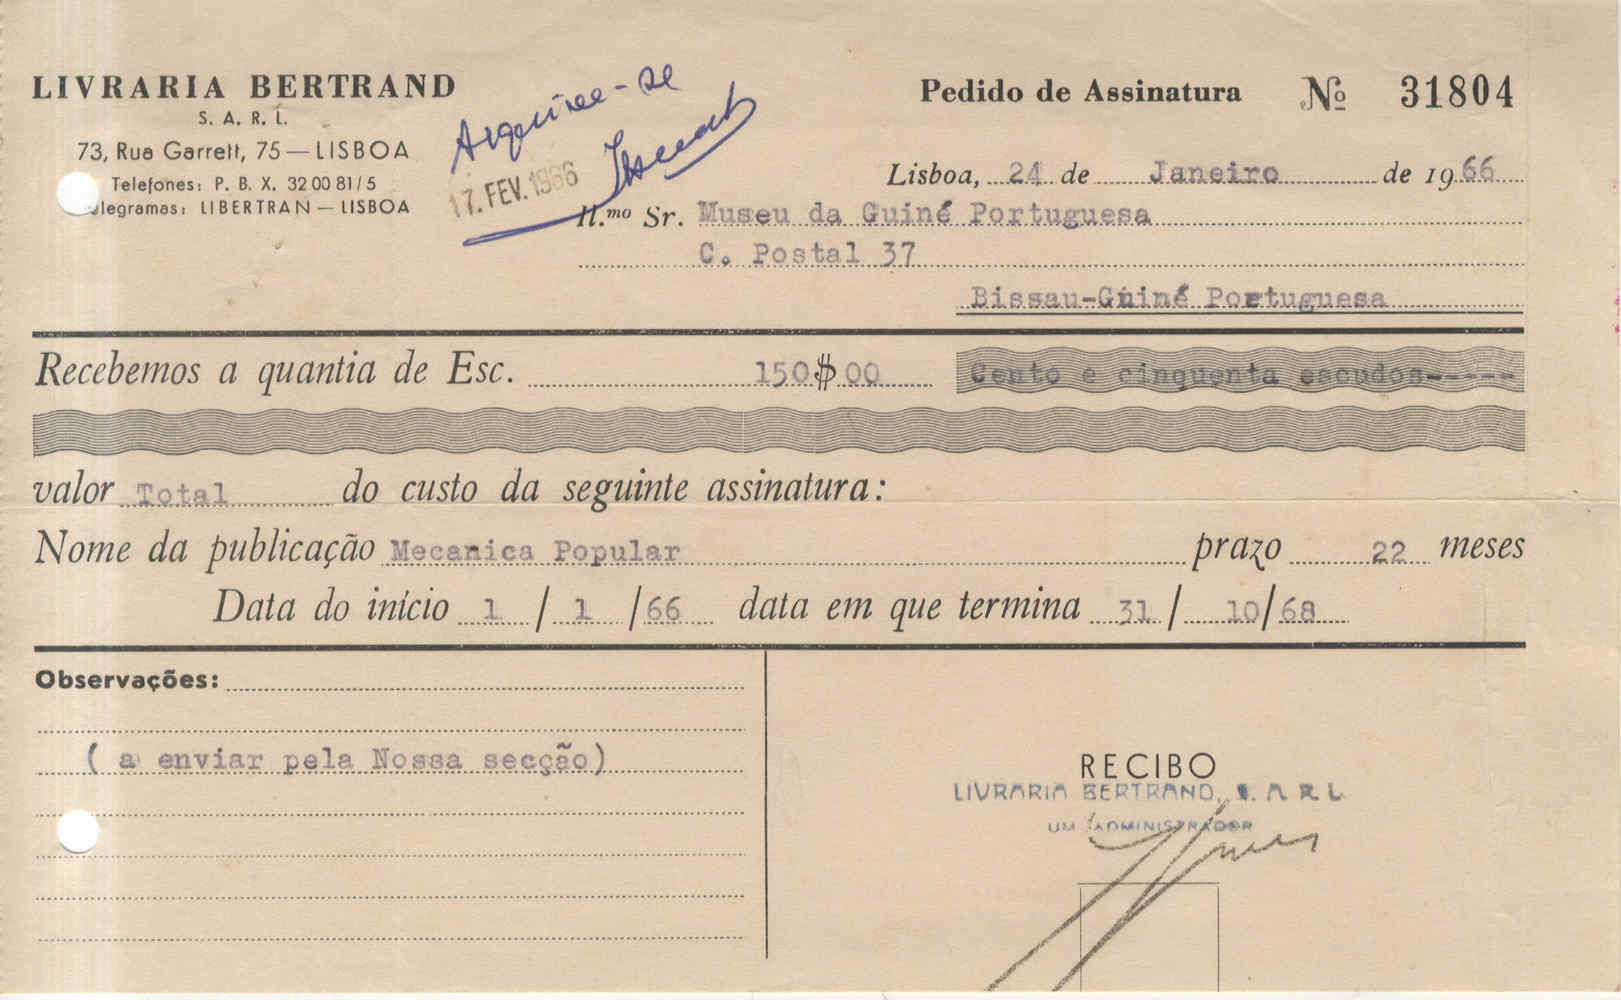 LIVRARIA BERTRAND
S. A. R. L.
73, Rua Garrett, 75 — LISBOA
Telefones: P. B. X. 32 00 81/5
legramas: LIBERTRAN — LISBOA
Arquive-se
17. FEV. 1966
Pedido de Assinatura Nº 31804
Lisboa, 24 de Janeiro de 1966
Il.mo Sr. Museu da Guiné Portuguesa
C. Postal 37
Bissau-Guiné Portuguesa
Recebemos a quantia de Esc. 150$00 Cento e cinquenta escudos-----
valor Total do custo da seguinte assinatura:
Nome da publicação Mecanica Popular prazo 22 meses
Data do início 1 / 1 /66 data em que termina 31/ 10/68
Observações:
( a enviar pela Nossa secção)
RECIBO
LIVRARIA BERTRAND, S. A R L
UM ADMINISTRADOR